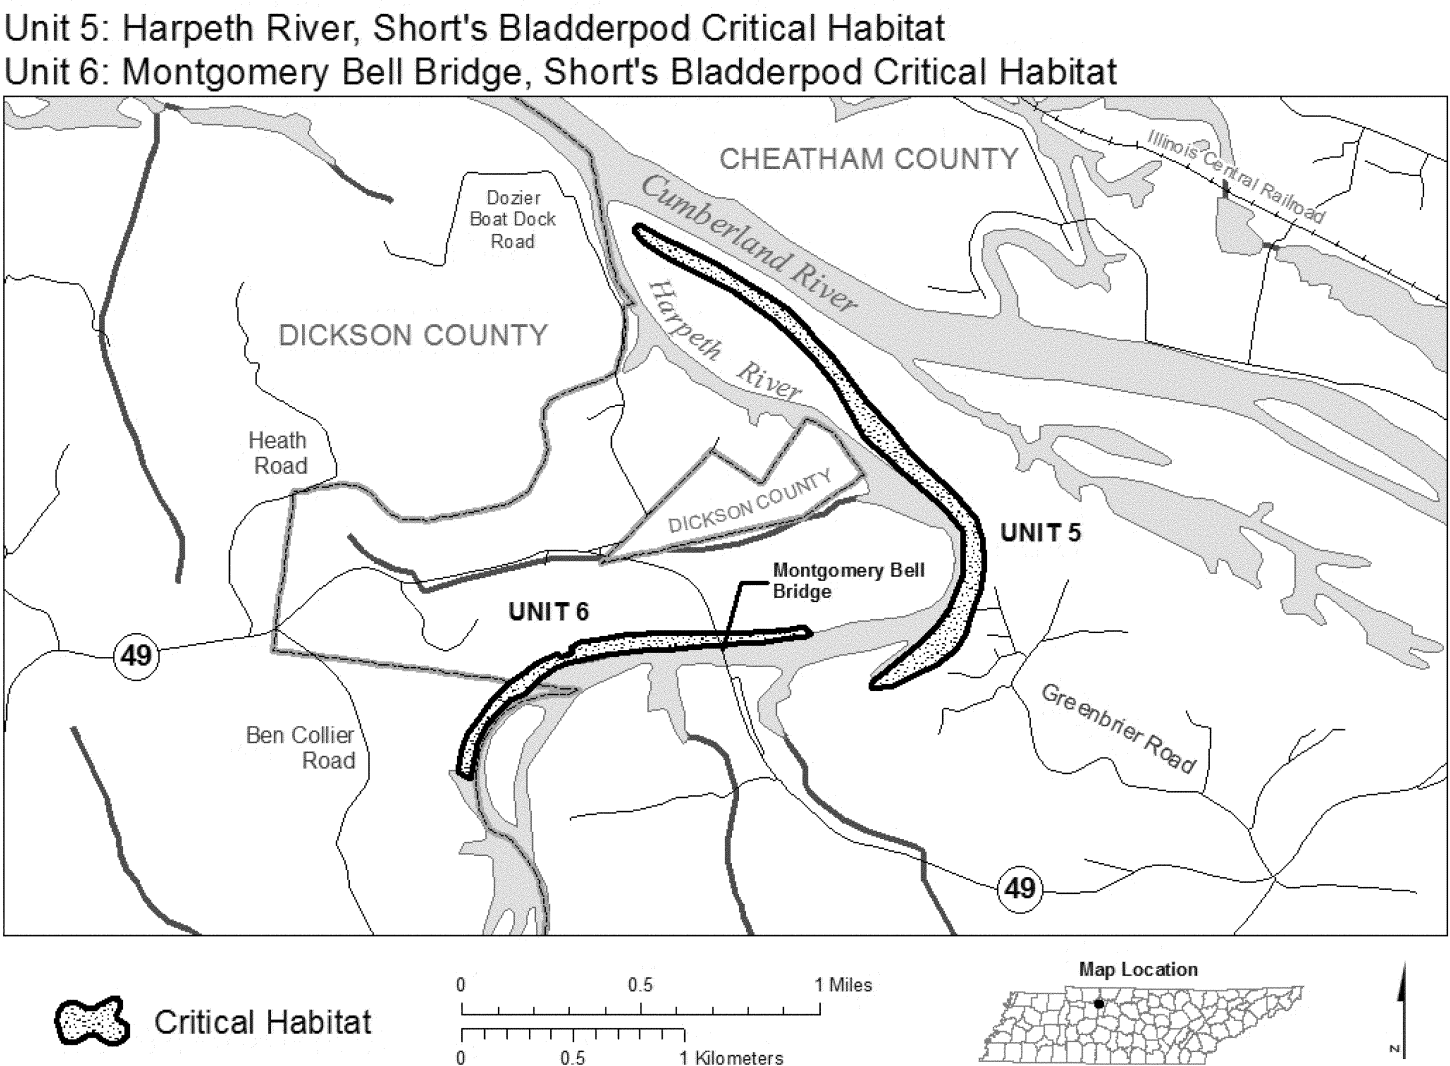 Unit 5: Harpeth River, Short's Bladderpod Critical Habitat
Unit 6: Montgomery Bell Bridge, Short's Bladderpod Critical Habitat
CHEATHAM COUNTY
Illinois Central Railroad
Cumberland River
Dozier
Boat Dock
Road
Harpeth River
DICKSON COUNTY
Heath
Road
DICKSON COUNTY
UNIT 5
Montgomery Bell
Bridge
UNIT 6
49
Greenbrier Road
Ben Collier
Road
49
0 0.5 1 Miles
0 0.5 1 Kilometers
Critical Habitat
Map Location
N